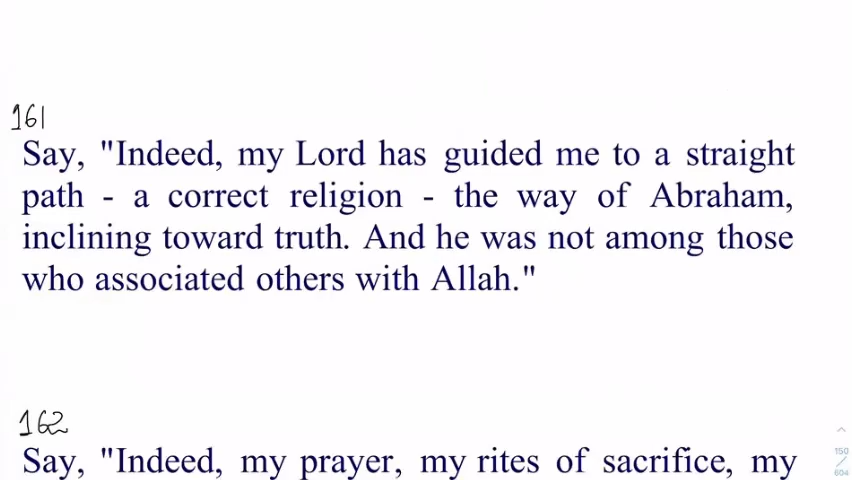 161
Say, "Indeed, my Lord has guided me to a straight
path - a correct religion - the way of Abraham,
inclining toward truth. And he was not among those
who associated others with Allah."
162
Say, "Indeed, my prayer, my rites of sacrifice, my
150
604